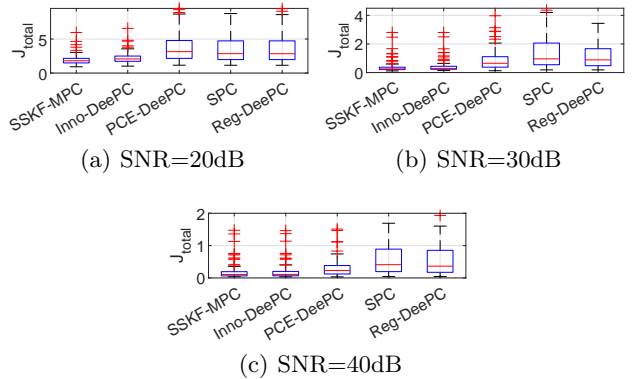 J_total
5
0
SSKF-MPC
Inno-DeePC
PCE-DeePC
SPC
Reg-DeePC
(a) SNR=20dB
J_total
4
2
0
SSKF-MPC
Inno-DeePC
PCE-DeePC
SPC
Reg-DeePC
(b) SNR=30dB
J_total
2
1
0
SSKF-MPC
Inno-DeePC
PCE-DeePC
SPC
Reg-DeePC
(c) SNR=40dB